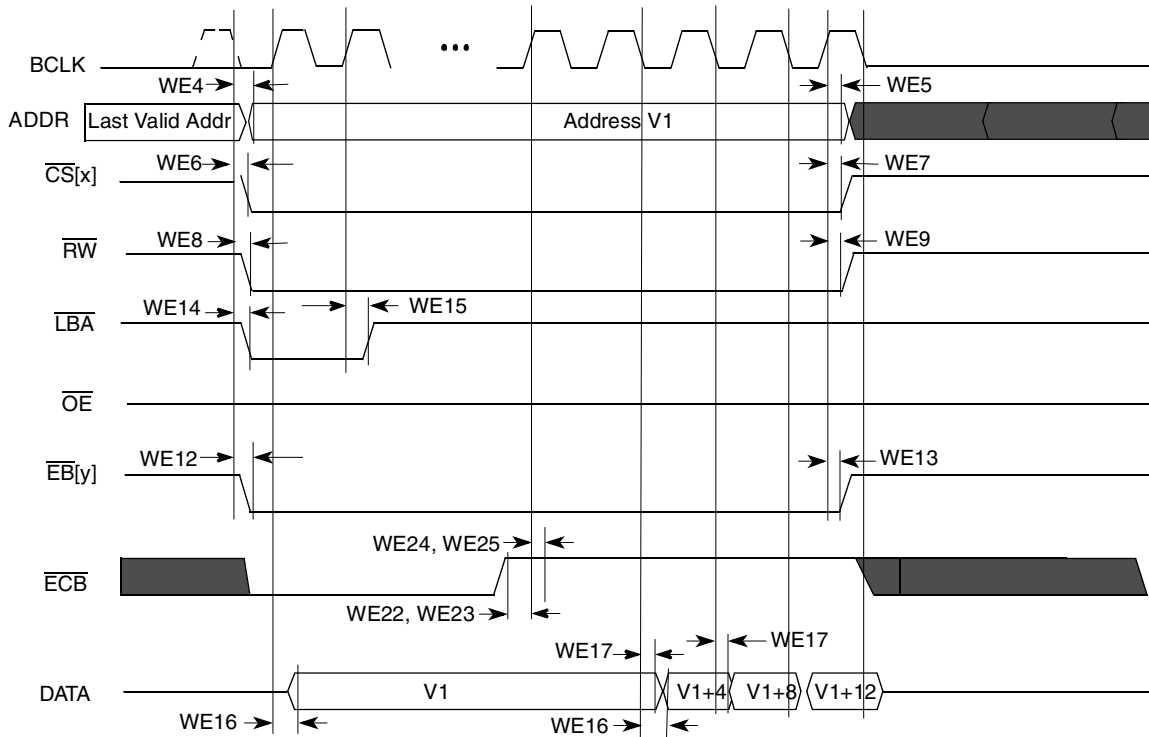 BCLK
•••
WE4
WE5
ADDR
Last Valid Addr
Address V1
WE6
WE7
CS[x]
WE8
WE9
RW
WE14
WE15
LBA
OE
WE12
WE13
EB[y]
WE24, WE25
ECB
WE22, WE23
WE17
WE17
DATA
V1
V1+4
V1+8
V1+12
WE16
WE16